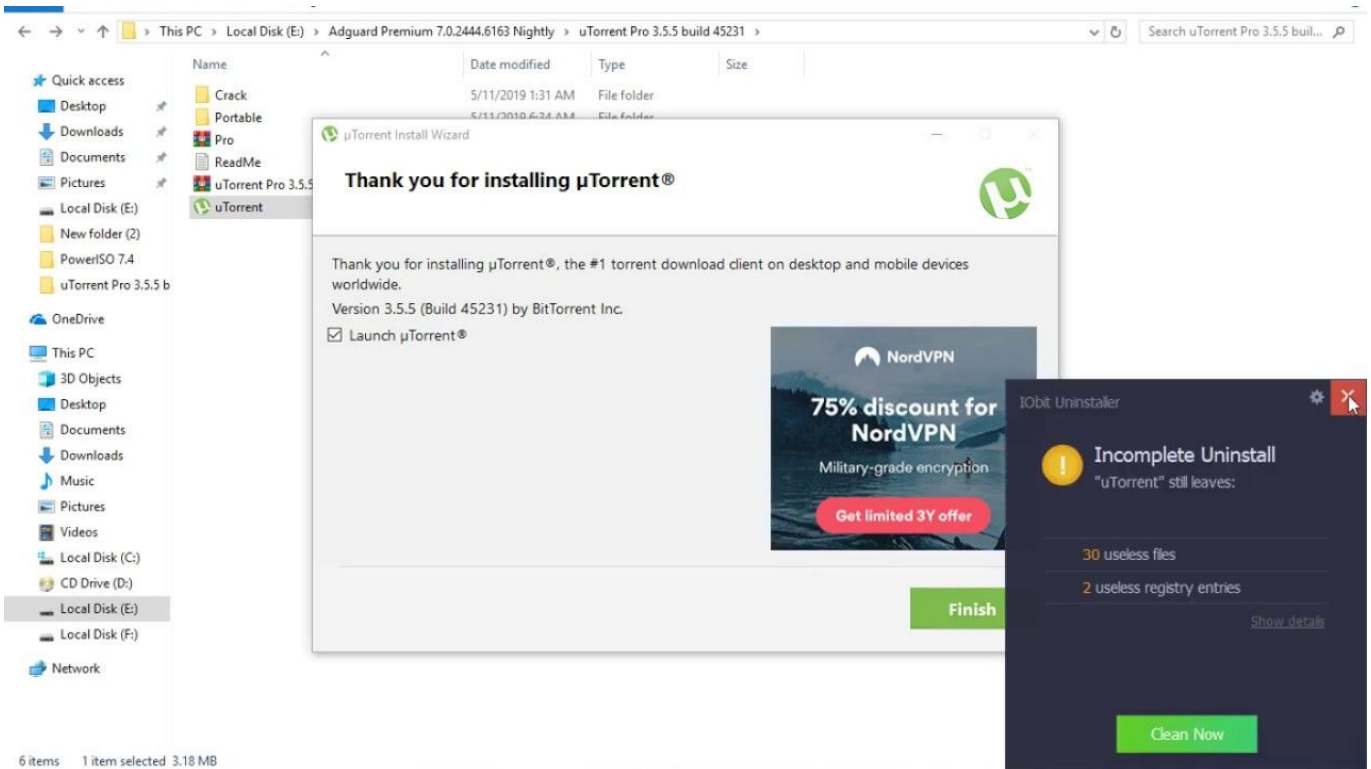 This PC > Local Disk (E:) > Adguard Premium 7.0.2444.6163 Nightly > uTorrent Pro 3.5.5 build 45231 >
Search uTorrent Pro 3.5.5 buil...
Name Date modified Type Size
Quick access
Desktop
Downloads
Documents
Pictures
Local Disk (E:)
New folder (2)
PowerISO 7.4
uTorrent Pro 3.5.5 b
OneDrive
This PC
3D Objects
Desktop
Documents
Downloads
Music
Pictures
Videos
Local Disk (C:)
CD Drive (D:)
Local Disk (E:)
Local Disk (F:)
Network
Crack 5/11/2019 1:31 AM File folder
Portable 5/11/2019 6:34 AM File folder
Pro
ReadMe
uTorrent Pro 3.5.5
uTorrent
µTorrent Install Wizard
Thank you for installing µTorrent®
Thank you for installing µTorrent®, the #1 torrent download client on desktop and mobile devices
worldwide.
Version 3.5.5 (Build 45231) by BitTorrent Inc.
Launch µTorrent®
NordVPN
75% discount for
NordVPN
Military-grade encryption
Get limited 3Y offer
Finish
IObit Uninstaller
Incomplete Uninstall
"uTorrent" still leaves:
30 useless files
2 useless registry entries
Show details
Clean Now
6 items 1 item selected 3.18 MB